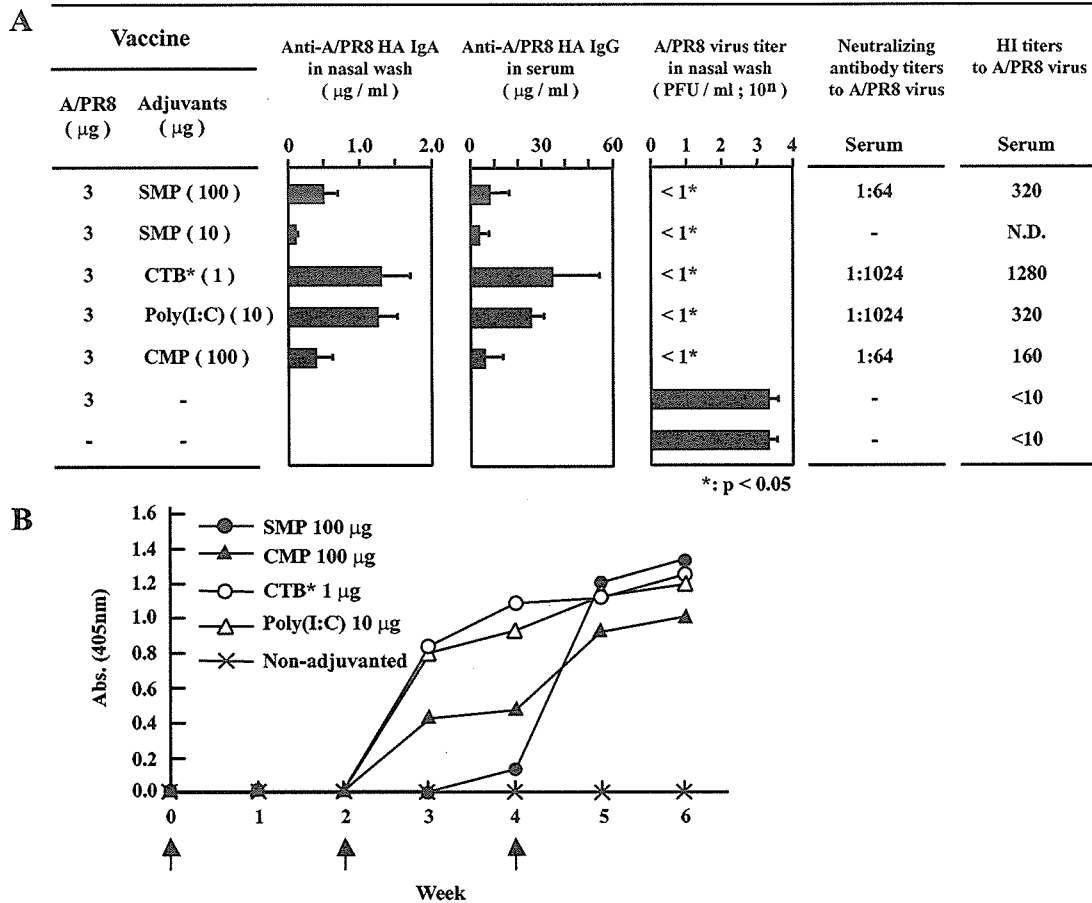 A
Vaccine
A/PR8
( μg )
Adjuvants
( μg )
Anti-A/PR8 HA IgA
in nasal wash
( μg / ml )
Anti-A/PR8 HA IgG
in serum
( μg / ml )
A/PR8 virus titer
in nasal wash
( PFU / ml ; 10ⁿ )
Neutralizing
antibody titers
to A/PR8 virus
HI titers
to A/PR8 virus
0 1.0 2.0
0 30 60
0 1 2 3 4
Serum
Serum
3 SMP ( 100 ) < 1* 1:64 320
3 SMP ( 10 ) < 1* - N.D.
3 CTB* ( 1 ) < 1* 1:1024 1280
3 Poly(I:C) ( 10 ) < 1* 1:1024 320
3 CMP ( 100 ) < 1* 1:64 160
3 - - <10
- - - <10
*: p < 0.05
B
SMP 100 μg
CMP 100 μg
CTB* 1 μg
Poly(I:C) 10 μg
Non-adjuvanted
Abs. (405nm)
1.6
1.4
1.2
1.0
0.8
0.6
0.4
0.2
0.0
0 1 2 3 4 5 6
Week